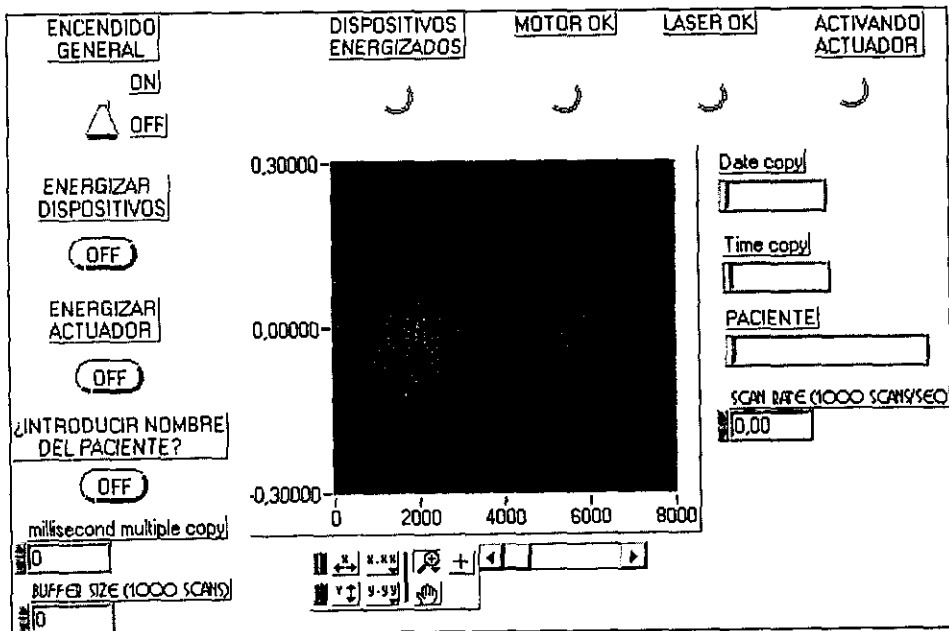 ENCENDIDO
GENERAL
ON
OFF
DISPOSITIVOS
ENERGIZADOS
MOTOR OK
LASER OK
ACTIVANDO
ACTUADOR
ENERGIZAR
DISPOSITIVOS
OFF
ENERGIZAR
ACTUADOR
OFF
¿INTRODUCIR NOMBRE
DEL PACIENTE?
OFF
millisecond multiple copy
0
BUFFER SIZE (1000 SCANS)
0
0,30000
0,00000
-0,30000
0 2000 4000 6000 8000
X X.XX
Y Y.YY
Date copy
Time copy
PACIENTE
SCAN RATE (1000 SCANS/SEC)
0,00